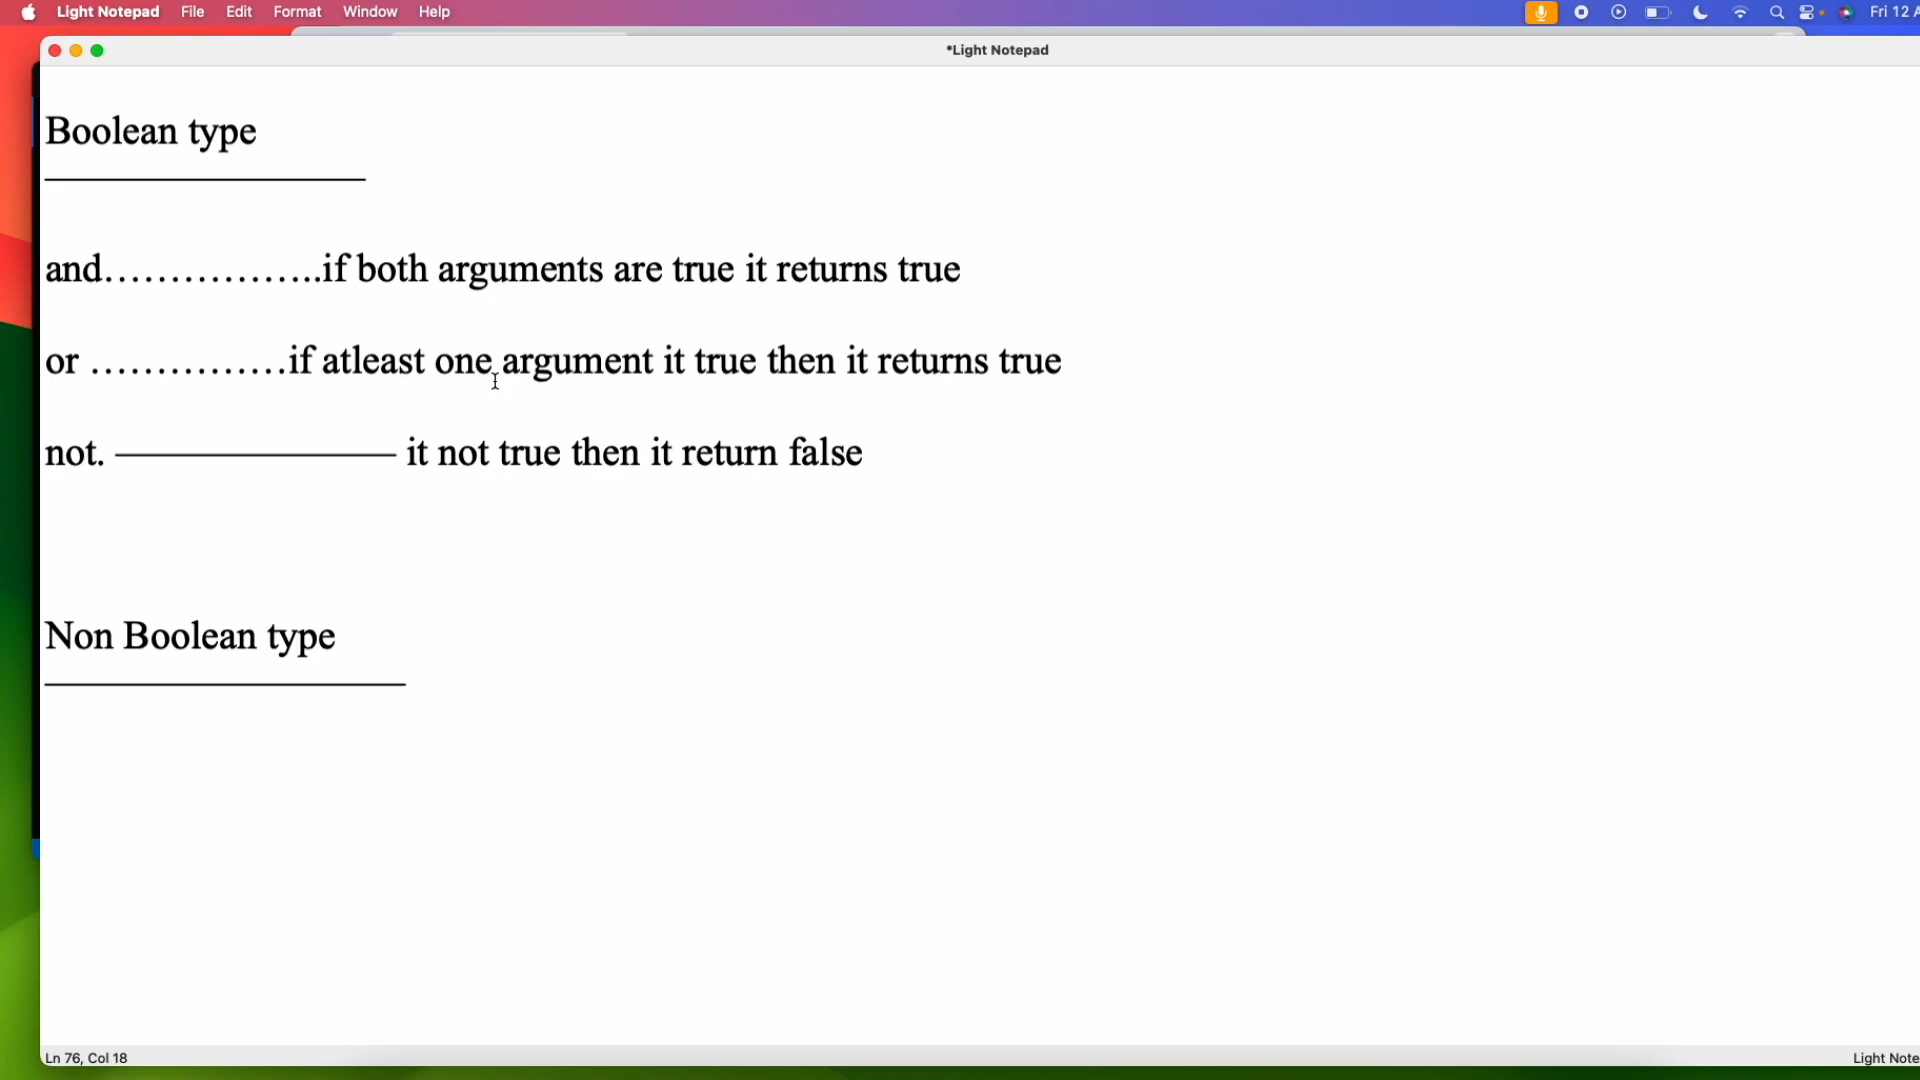 Light Notepad File Edit Format Window Help Fri 12
*Light Notepad
Boolean type
and………………..if both arguments are true it returns true
or ……………if atleast one argument it true then it returns true
not. ——————— it not true then it return false
Non Boolean type
Ln 76, Col 18 Light Note